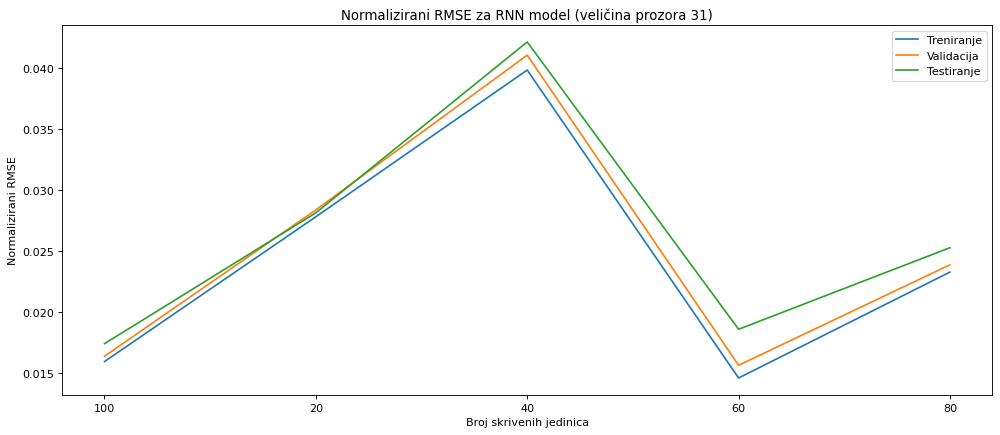 Normalizirani RMSE za RNN model (veličina prozora 31)
Treniranje
Validacija
Testiranje
Normalizirani RMSE
0.040
0.035
0.030
0.025
0.020
0.015
100 20 40 60 80
Broj skrivenih jedinica